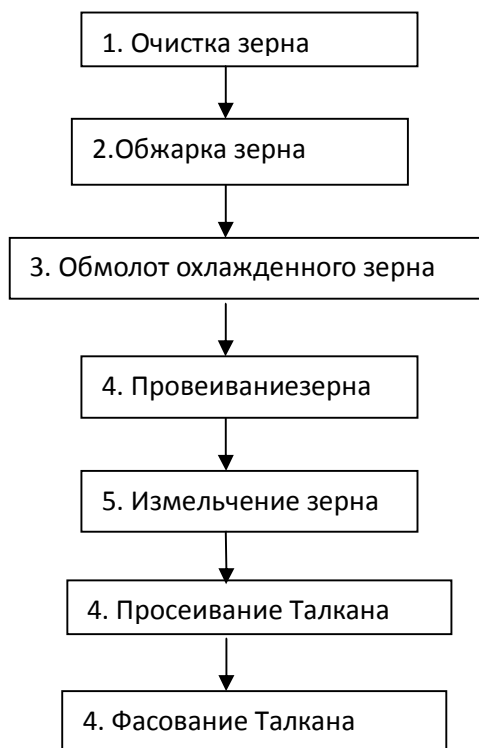 1. Очистка зерна
2.Обжарка зерна
3. Обмолот охлажденного зерна
4. Провеиваниезерна
5. Измельчение зерна
4. Просеивание Талкана
4. Фасование Талкана